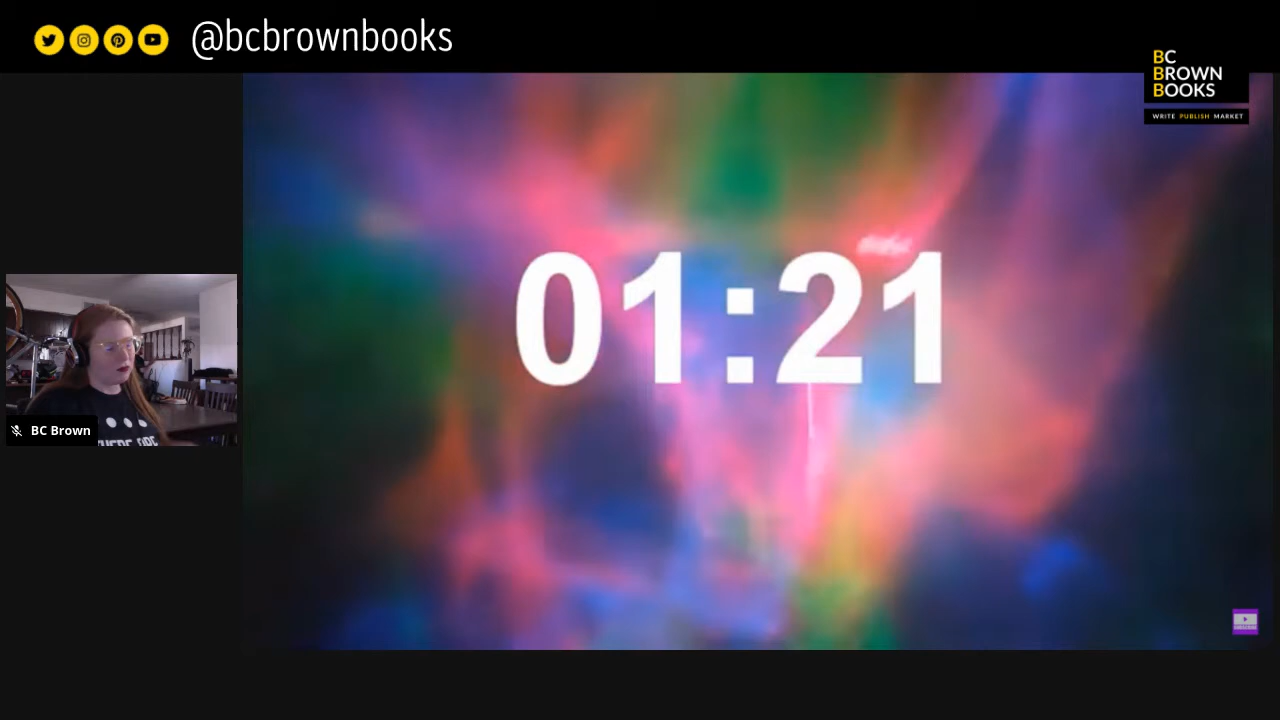 @bcbrownbooks
BC
BROWN
BOOKS
WRITE PUBLISH MARKET
01:21
BC Brown